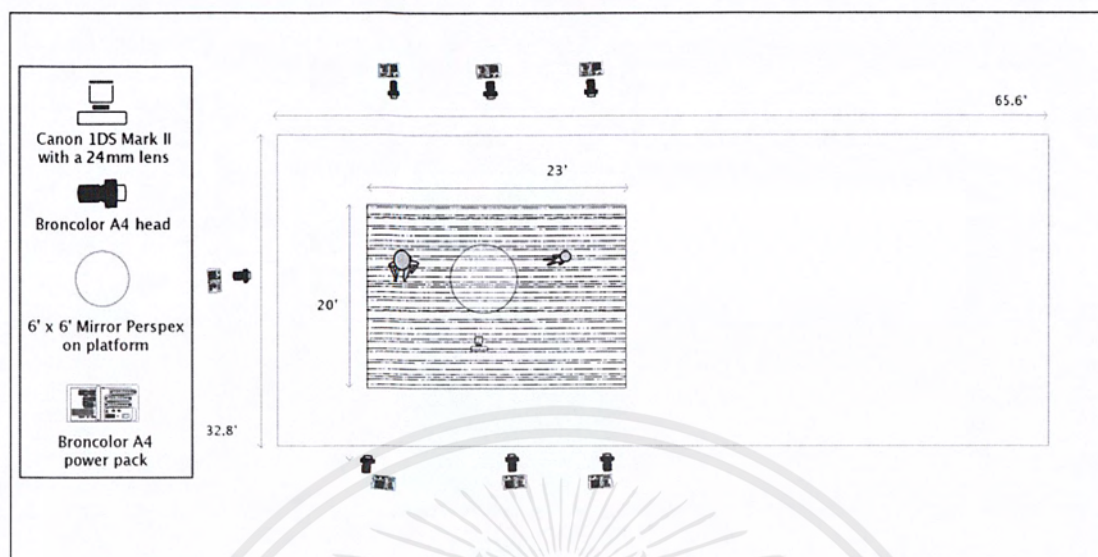 Canon 1DS Mark II
with a 24mm lens
Broncolor A4 head
6' x 6' Mirror Perspex
on platform
Broncolor A4
power pack
65.6'
23'
20'
32.8'